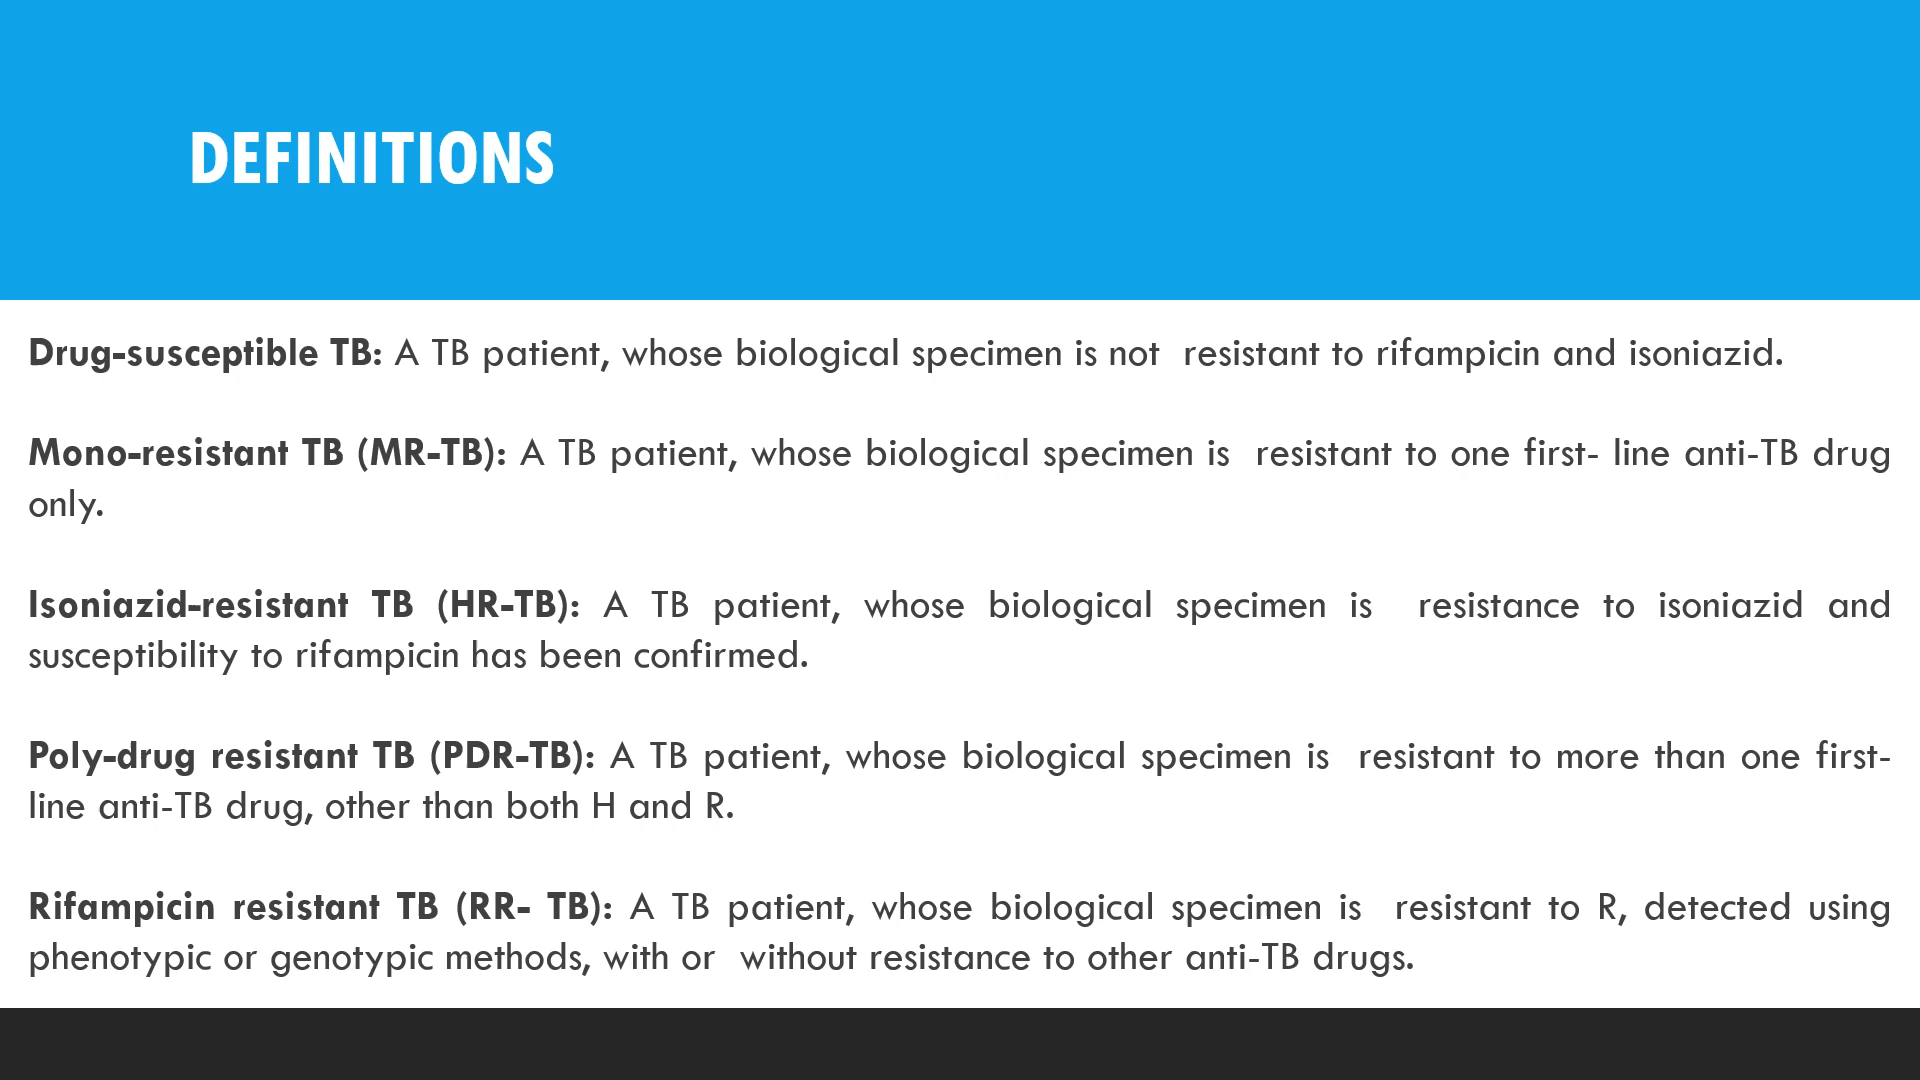 DEFINITIONS
Drug-susceptible TB: A TB patient, whose biological specimen is not resistant to rifampicin and isoniazid.
Mono-resistant TB (MR-TB): A TB patient, whose biological specimen is resistant to one first- line anti-TB drug
only.
Isoniazid-resistant TB (HR-TB): A TB patient, whose biological specimen is resistance to isoniazid and
susceptibility to rifampicin has been confirmed.
Poly-drug resistant TB (PDR-TB): A TB patient, whose biological specimen is resistant to more than one first-
line anti-TB drug, other than both H and R.
Rifampicin resistant TB (RR- TB): A TB patient, whose biological specimen is resistant to R, detected using
phenotypic or genotypic methods, with or without resistance to other anti-TB drugs.